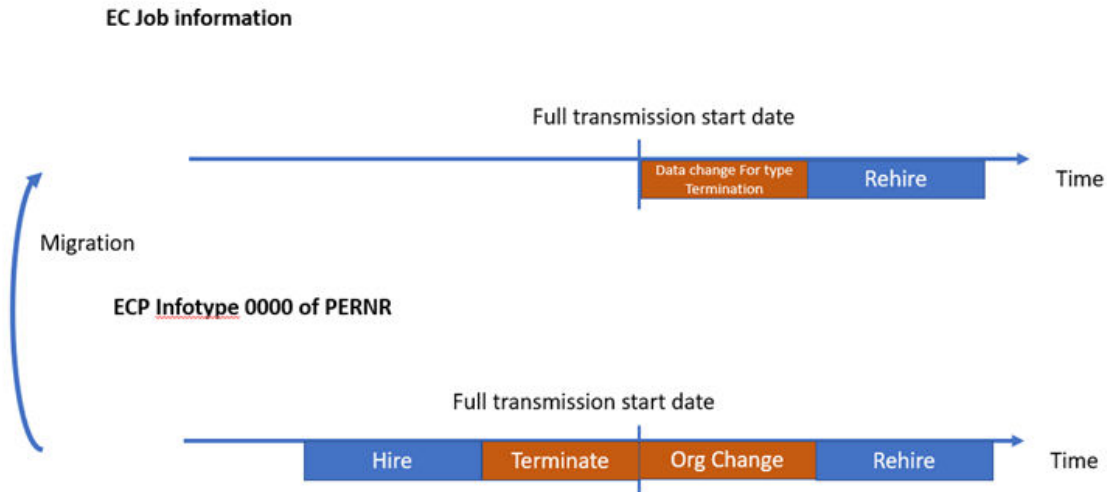 EC Job information
Full transmission start date
Data change For type
Termination
Rehire
Time
Migration
ECP Infotype 0000 of PERNR
Full transmission start date
Hire
Terminate
Org Change
Rehire
Time